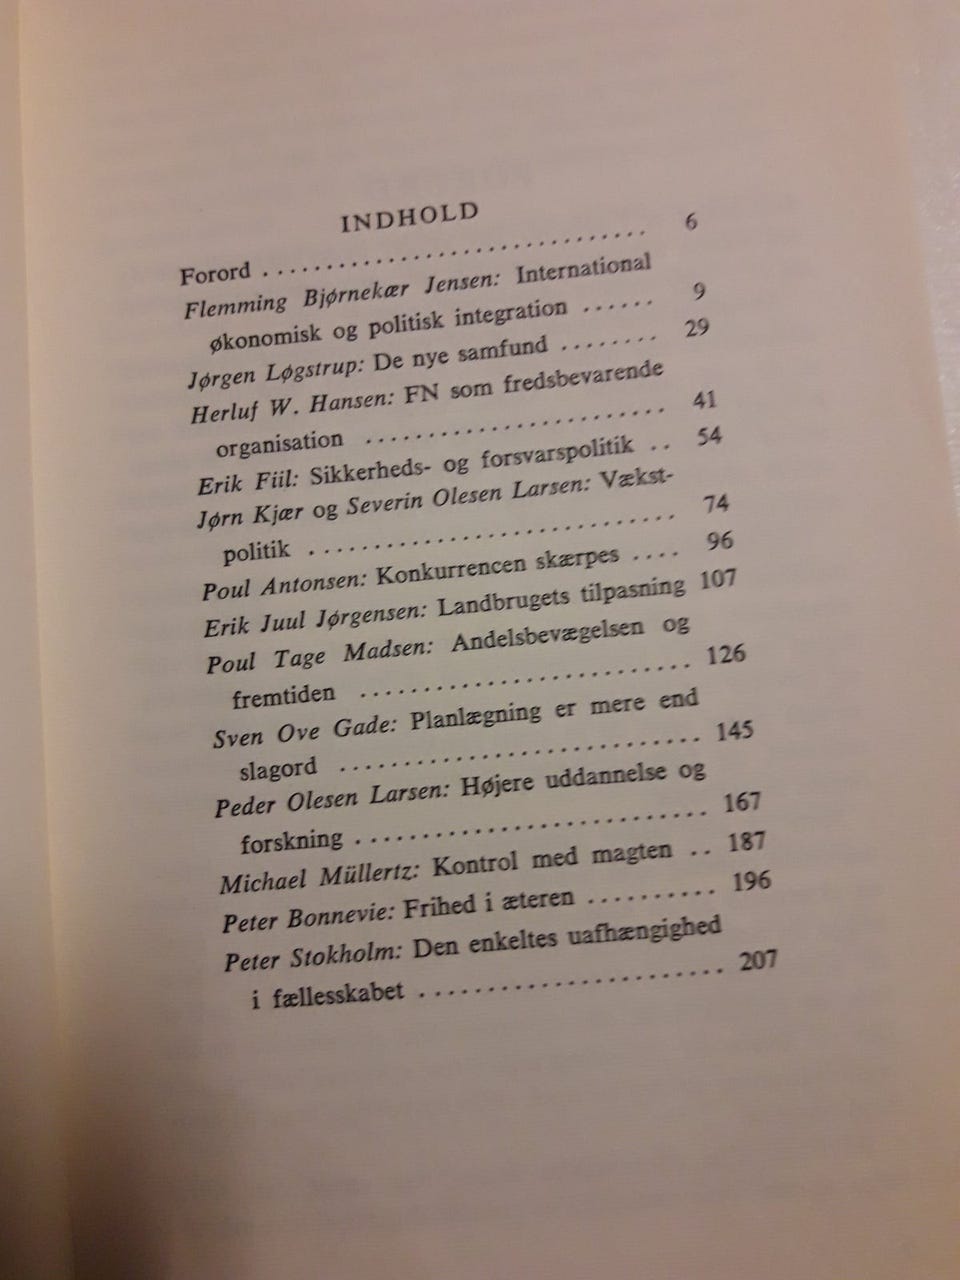 INDHOLD
Forord .............................. 6
Flemming Bjørnekær Jensen: International
økonomisk og politisk integration ...... 9
Jørgen Løgstrup: De nye samfund ........ 29
Herluf W. Hansen: FN som fredsbevarende
organisation ........................ 41
Erik Fiil: Sikkerheds- og forsvarspolitik .. 54
Jørn Kjær og Severin Olesen Larsen: Vækst-
politik ............................. 74
Poul Antonsen: Konkurrencen skærpes .... 96
Erik Juul Jørgensen: Landbrugets tilpasning 107
Poul Tage Madsen: Andelsbevægelsen og
fremtiden .......................... 126
Sven Ove Gade: Planlægning er mere end
slagord ............................. 145
Peder Olesen Larsen: Højere uddannelse og
forskning ............................ 167
Michael Müllertz: Kontrol med magten .. 187
Peter Bonnevie: Frihed i æteren .......... 196
Peter Stokholm: Den enkeltes uafhængighed
i fællesskabet ........................ 207